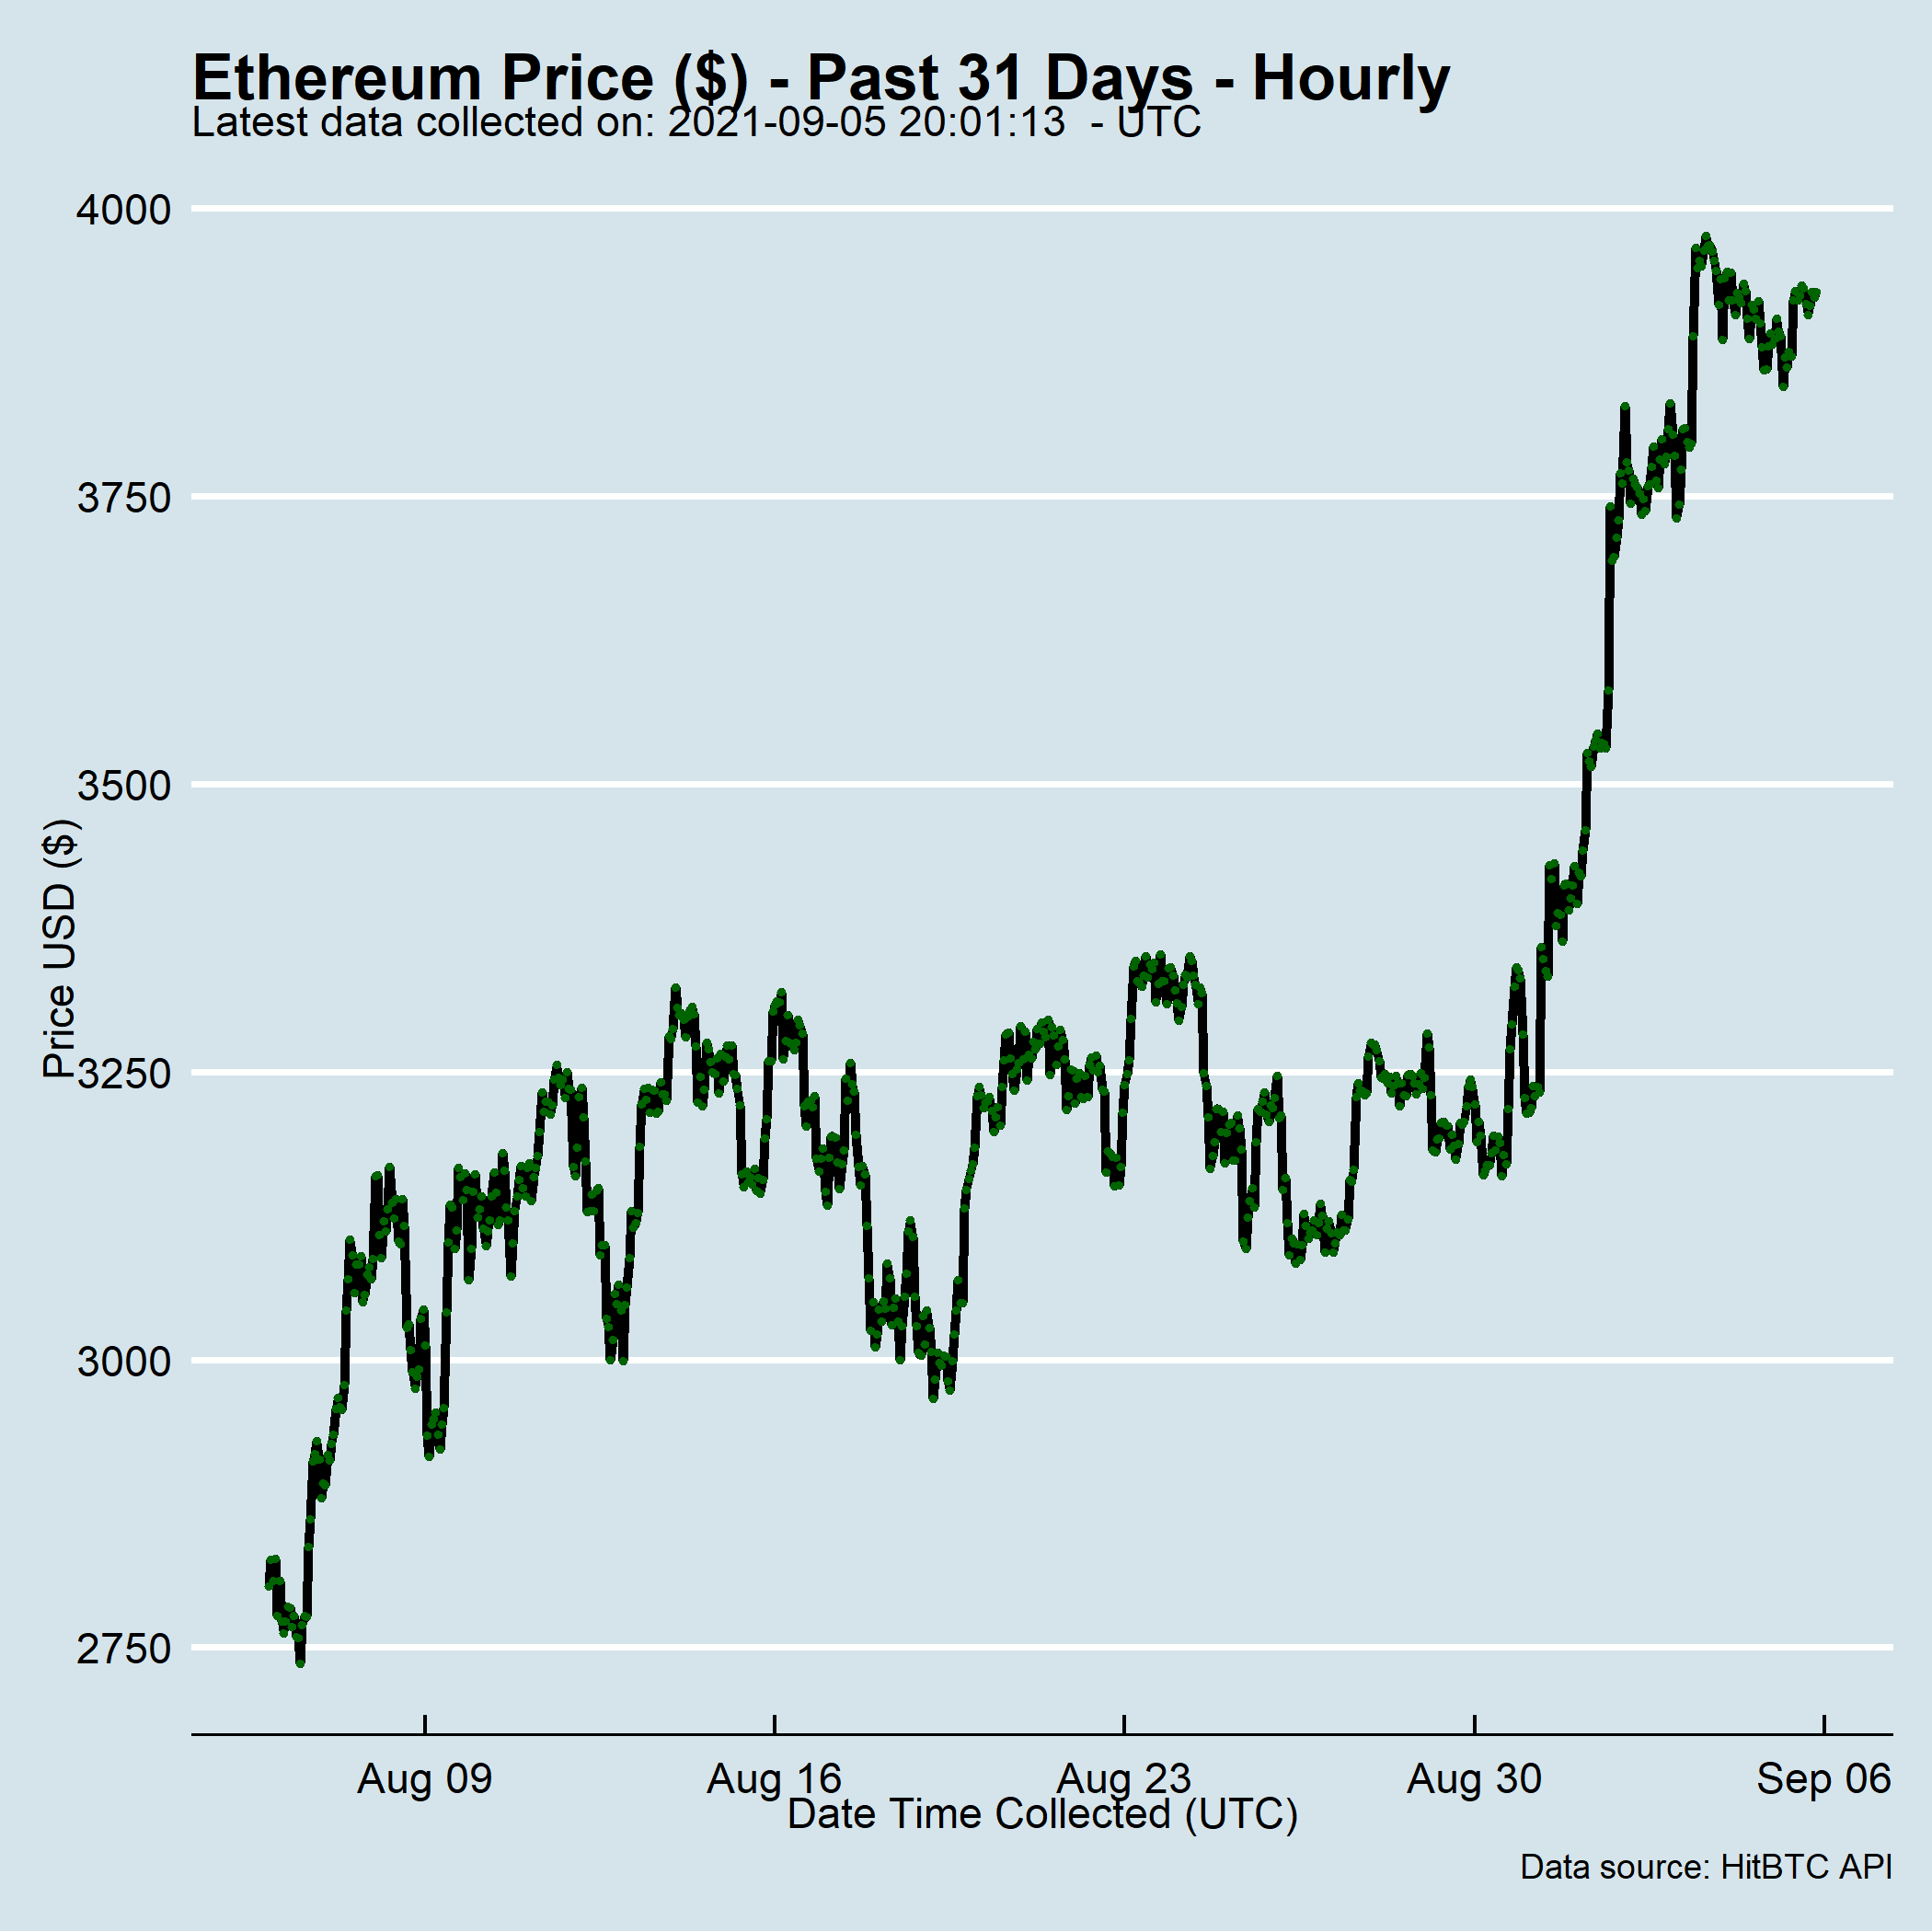 Ethereum Price ($) - Past 31 Days - Hourly
Latest data collected on: 2021-09-05 20:01:13  - UTC
4000
3750
3500
3250
3000
2750
Price USD ($)
Aug 09
Aug 16
Aug 23
Aug 30
Sep 06
Date Time Collected (UTC)
Data source: HitBTC API